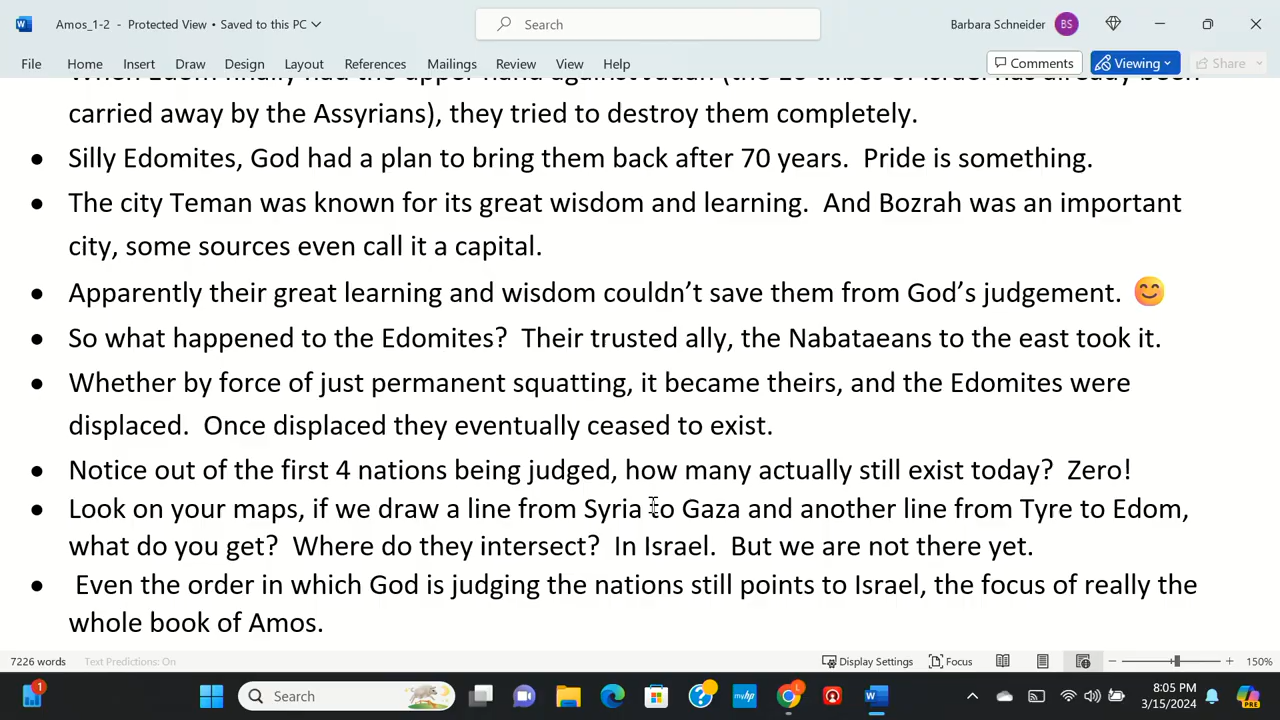 Amos_1-2 • Protected View • Saved to this PC
Search
Barbara Schneider
BS
File Home Insert Draw Design Layout References Mailings Review View Help
Comments
Viewing
Share
carried away by the Assyrians), they tried to destroy them completely.
• Silly Edomites, God had a plan to bring them back after 70 years.  Pride is something.
• The city Teman was known for its great wisdom and learning.  And Bozrah was an important
city, some sources even call it a capital.
• Apparently their great learning and wisdom couldn’t save them from God’s judgement. 😊
• So what happened to the Edomites?  Their trusted ally, the Nabataeans to the east took it.
• Whether by force of just permanent squatting, it became theirs, and the Edomites were
displaced.  Once displaced they eventually ceased to exist.
• Notice out of the first 4 nations being judged, how many actually still exist today?  Zero!
• Look on your maps, if we draw a line from Syria to Gaza and another line from Tyre to Edom,
what do you get?  Where do they intersect?  In Israel.  But we are not there yet.
• Even the order in which God is judging the nations still points to Israel, the focus of really the
whole book of Amos.
7226 words
Text Predictions: On
Display Settings
Focus
150%
1
Search
myhp
8:05 PM
3/15/2024
PRE